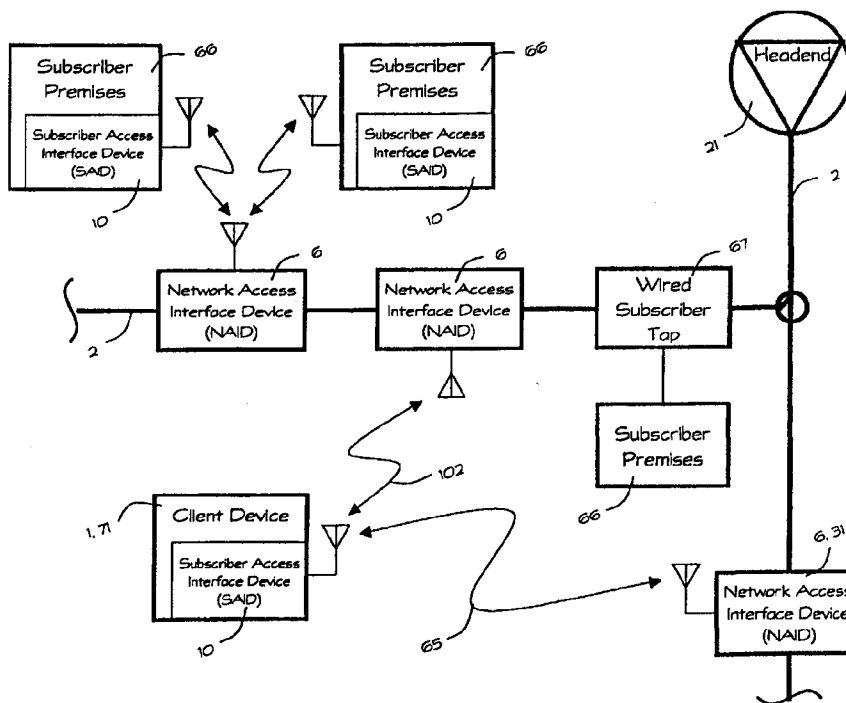 66
Subscriber
Premises
Subscriber Access
Interface Device
(SAID)
10
66
Subscriber
Premises
Subscriber Access
Interface Device
(SAID)
10
Headend
21
2
6
Network Access
Interface Device
(NAID)
2
6
Network Access
Interface Device
(NAID)
67
Wired
Subscriber
Tap
Subscriber
Premises
66
102
1,71
Client Device
Subscriber Access
Interface Device
(SAID)
10
65
6,31
Network Access
Interface Device
(NAID)